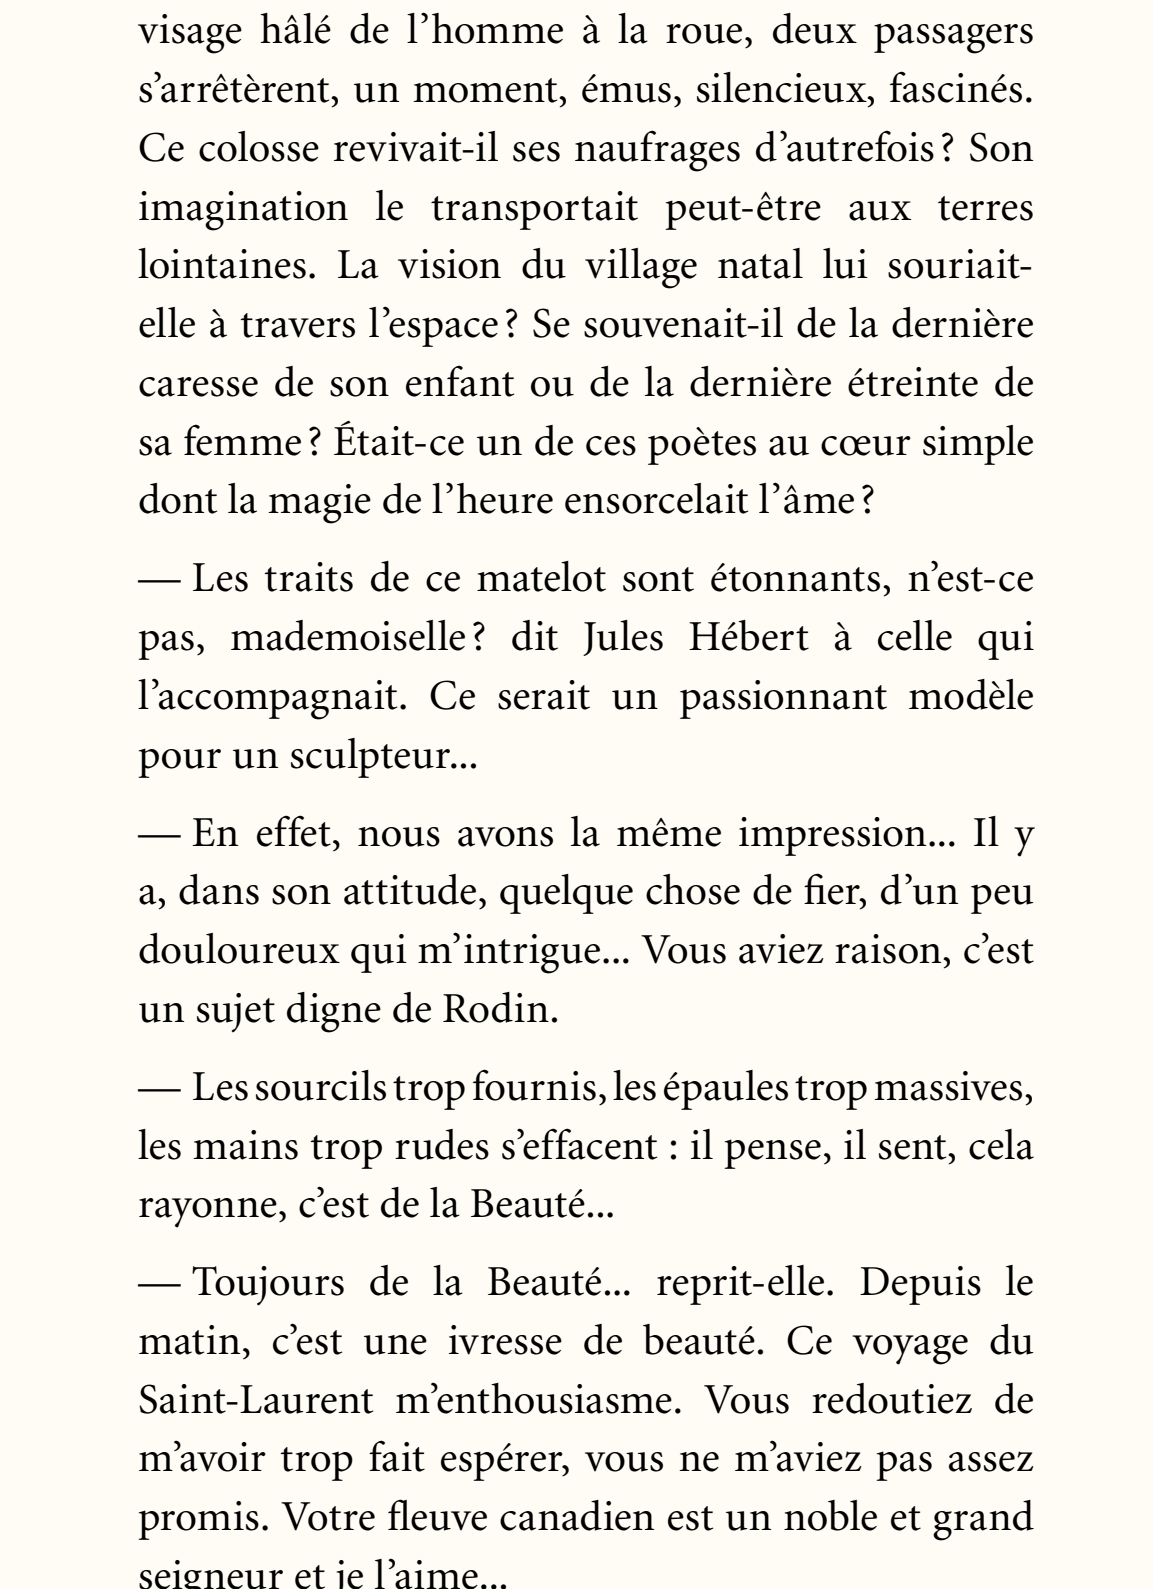 visage hâlé de l’homme à la roue, deux passagers
s’arrêtèrent, un moment, émus, silencieux, fascinés.
Ce colosse revivait-il ses naufrages d’autrefois ? Son
imagination le transportait peut-être aux terres
lointaines. La vision du village natal lui souriait-
elle à travers l’espace ? Se souvenait-il de la dernière
caresse de son enfant ou de la dernière étreinte de
sa femme ? Était-ce un de ces poètes au cœur simple
dont la magie de l’heure ensorcelait l’âme ?
— Les traits de ce matelot sont étonnants, n’est-ce
pas, mademoiselle ? dit Jules Hébert à celle qui
l’accompagnait. Ce serait un passionnant modèle
pour un sculpteur...
— En effet, nous avons la même impression... Il y
a, dans son attitude, quelque chose de fier, d’un peu
douloureux qui m’intrigue... Vous aviez raison, c’est
un sujet digne de Rodin.
— Les sourcils trop fournis, les épaules trop massives,
les mains trop rudes s’effacent : il pense, il sent, cela
rayonne, c’est de la Beauté...
— Toujours de la Beauté... reprit-elle. Depuis le
matin, c’est une ivresse de beauté. Ce voyage du
Saint-Laurent m’enthousiasme. Vous redoutiez de
m’avoir trop fait espérer, vous ne m’aviez pas assez
promis. Votre fleuve canadien est un noble et grand
seigneur et je l’aime...